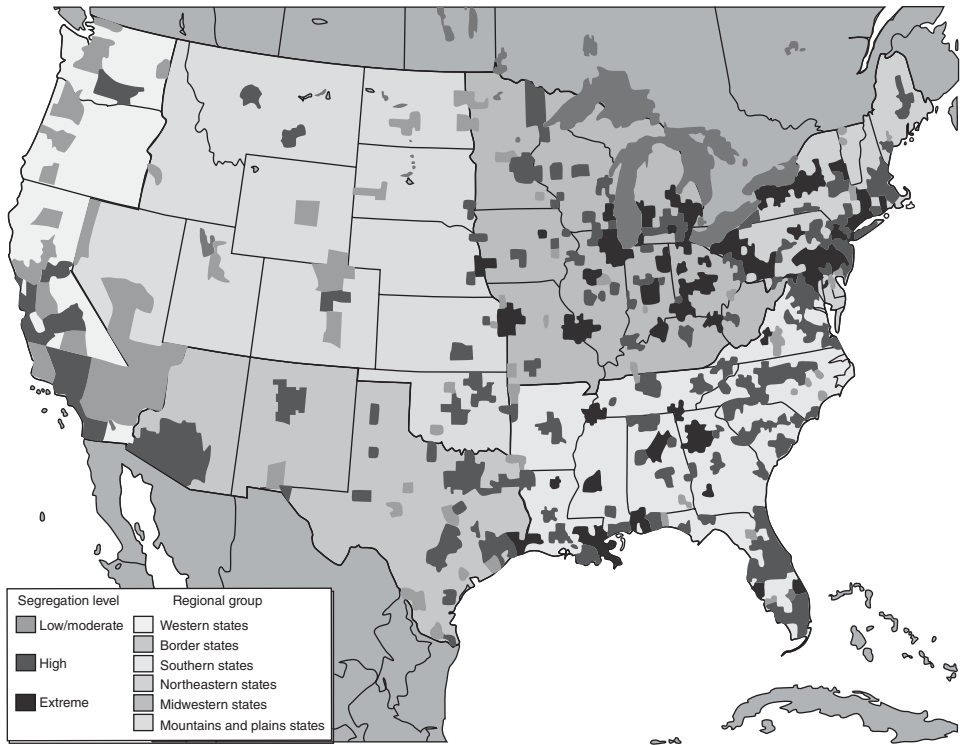 Segregation level
Low/moderate
High
Extreme
Regional group
Western states
Border states
Southern states
Northeastern states
Midwestern states
Mountains and plains states